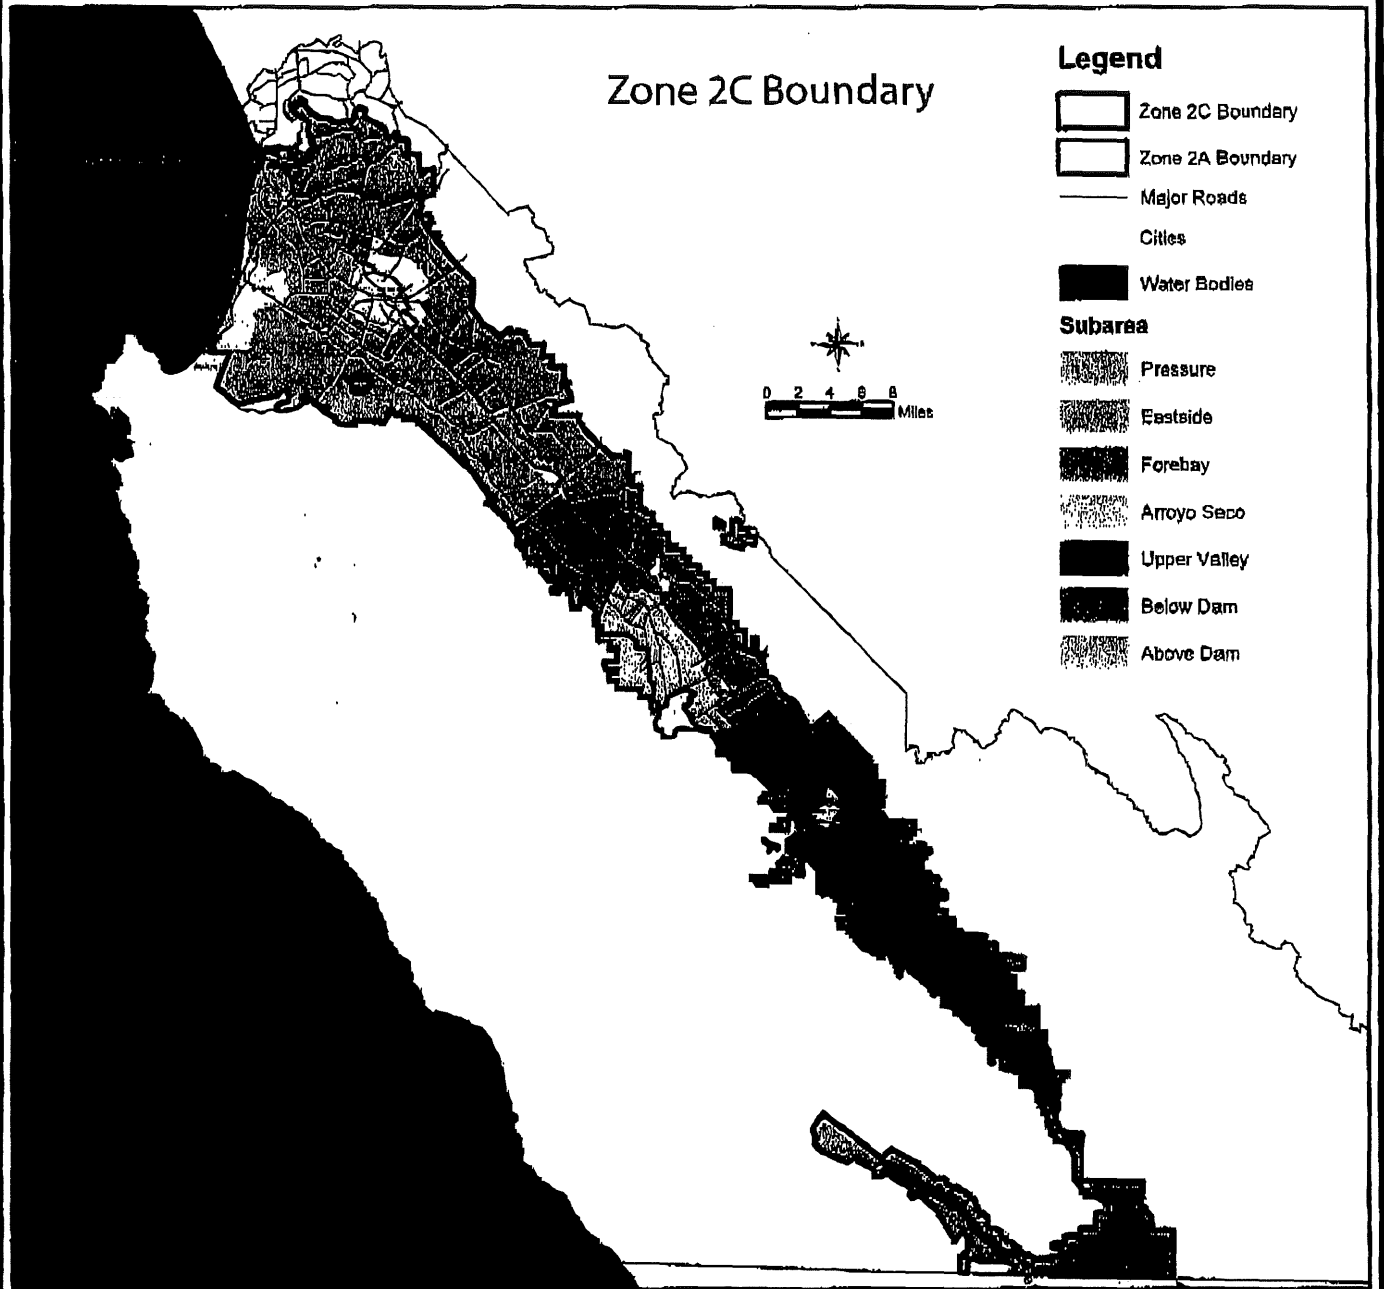 Zone 2C Boundary
Legend
Zone 2C Boundary
Zone 2A Boundary
Major Roads
Cities
Water Bodies
Subarea
Pressure
Eastside
Forebay
Arroyo Seco
Upper Valley
Below Dam
Above Dam
0 2 4 6 8
Miles